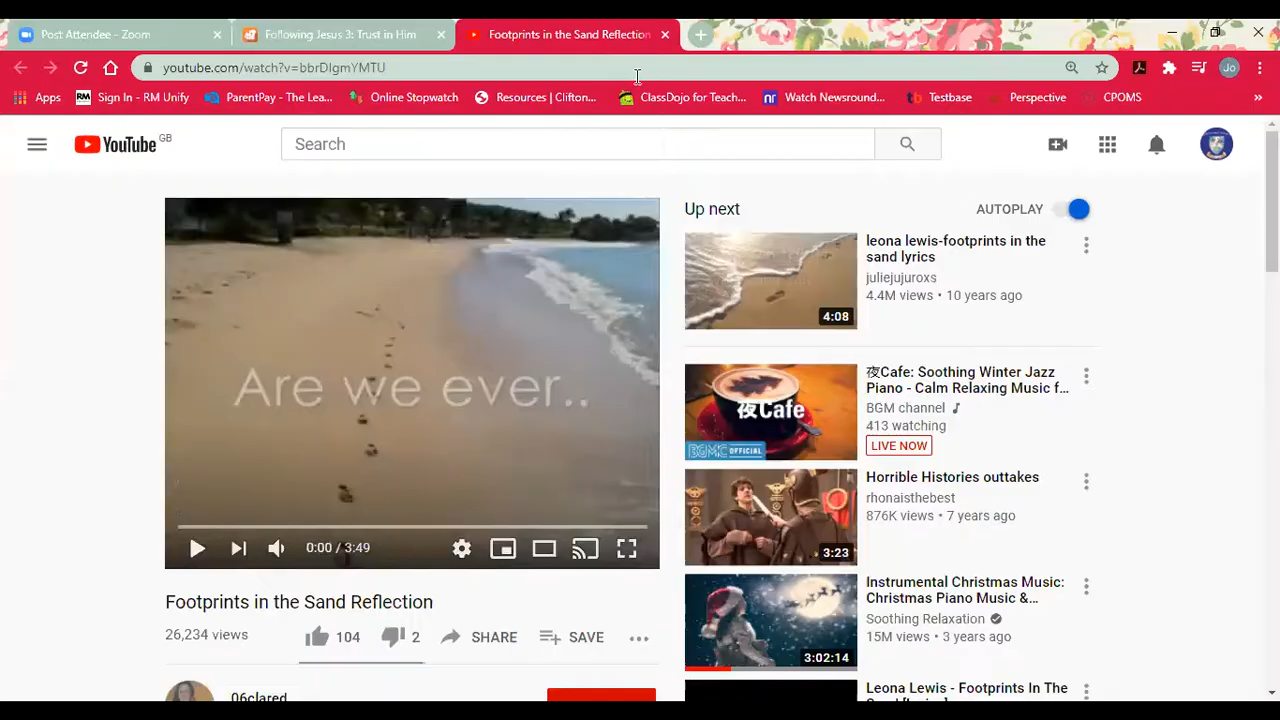 Post Attendee - Zoom
Following Jesus 3: Trust in Him
Footprints in the Sand Reflection
youtube.com/watch?v=bbrDIgmYMTU
Jo
Apps
RM Sign In - RM Unify
ParentPay - The Lea...
Online Stopwatch
Resources | Clifton...
ClassDojo for Teach...
nr Watch Newsround...
tb Testbase
Perspective
CPOMS
»
YouTube GB
Search
Are we ever..
0:00 / 3:49
Footprints in the Sand Reflection
26,234 views
104
2
SHARE
SAVE
06clared
Up next
AUTOPLAY
leona lewis-footprints in the
sand lyrics
juliejujuroxs
4.4M views • 10 years ago
4:08
夜Cafe: Soothing Winter Jazz
Piano - Calm Relaxing Music f...
BGM channel
413 watching
LIVE NOW
夜Cafe
BGMC OFFICIAL
Horrible Histories outtakes
rhonaisthebest
876K views • 7 years ago
3:23
Instrumental Christmas Music:
Christmas Piano Music &...
Soothing Relaxation
15M views • 3 years ago
3:02:14
Leona Lewis - Footprints In The